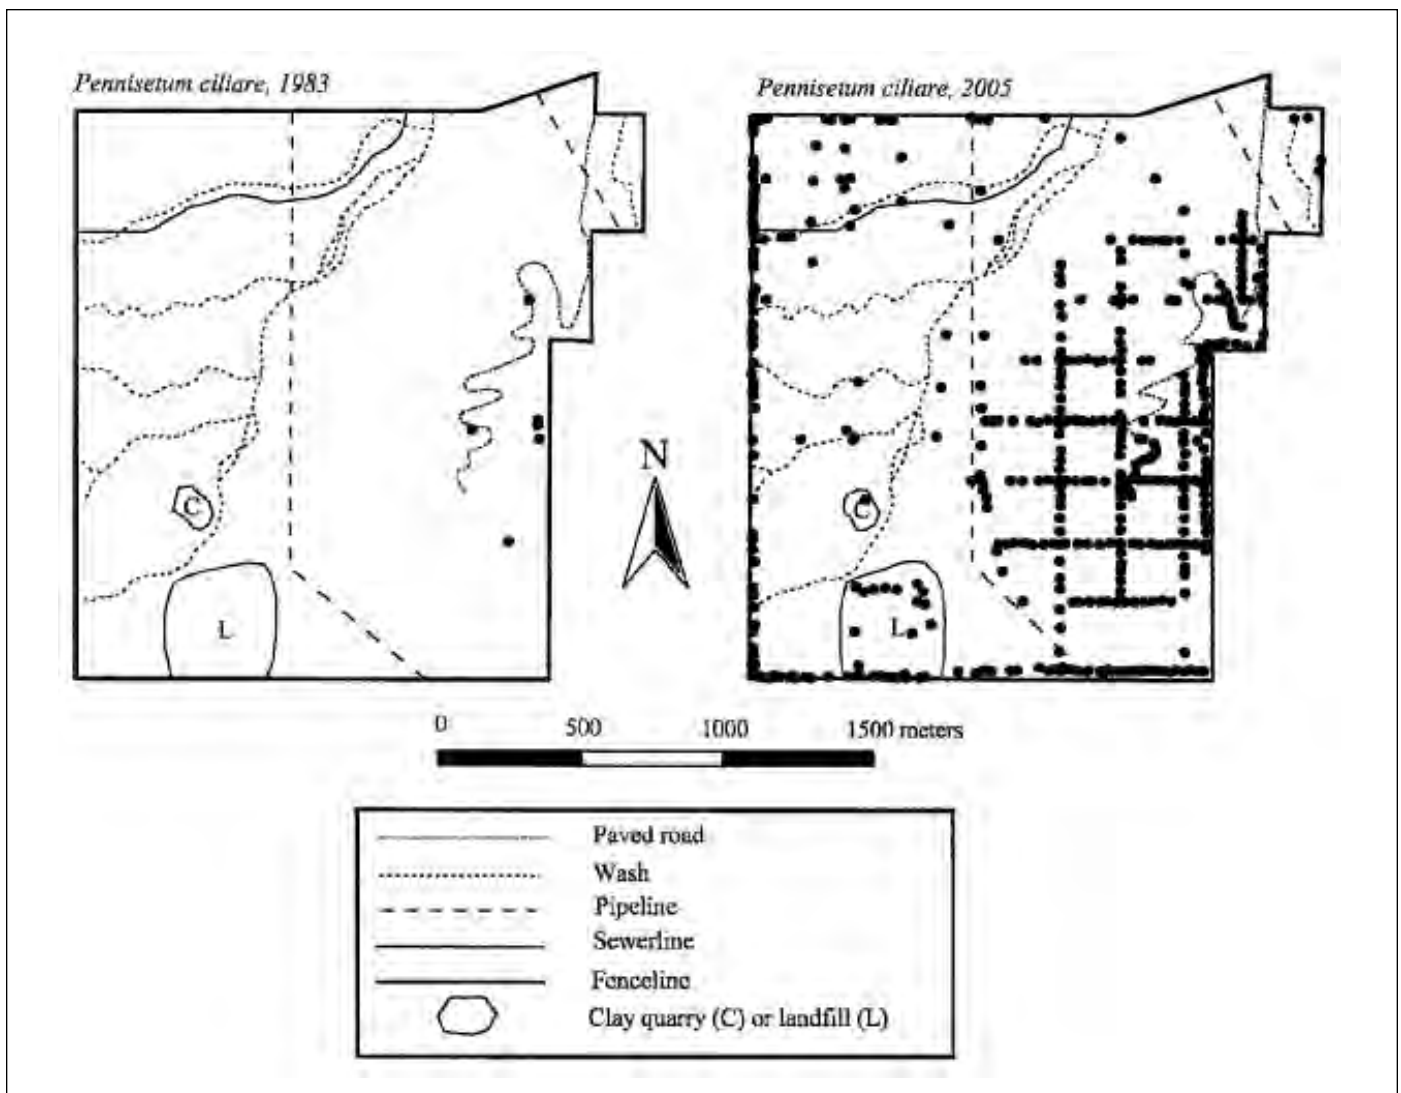 Pennisetum ciliare, 1983
Pennisetum ciliare, 2005
C
L
N
C
L
0 500 1000 1500 meters
Paved road
Wash
Pipeline
Sewerline
Fenceline
Clay quarry (C) or landfill (L)